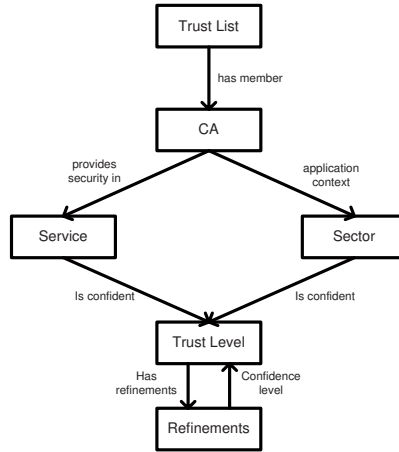 Trust List
has member
CA
provides
security in
application
context
Service
Sector
Is confident
Is confident
Trust Level
Has
refinements
Confidence
level
Refinements